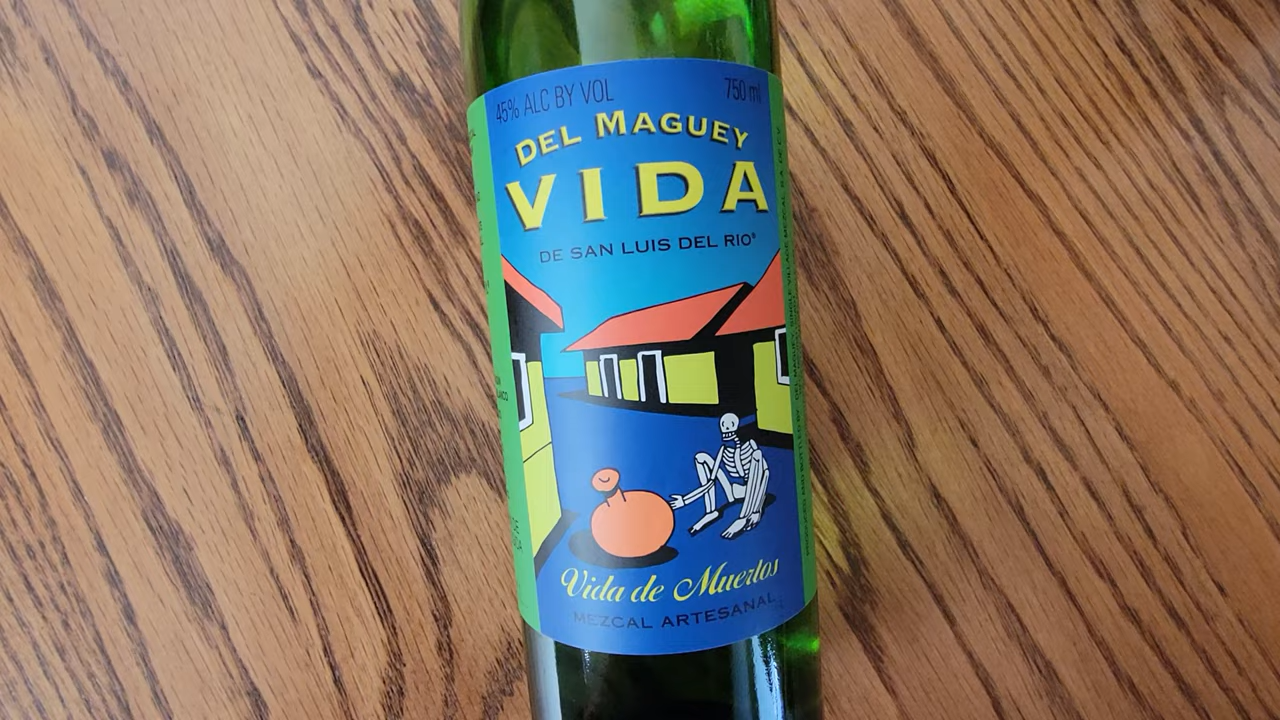 45% ALC BY VOL
750 ml
DEL MAGUEY
VIDA
DE SAN LUIS DEL RIO®
Vida de Muertos
MEZCAL ARTESANAL